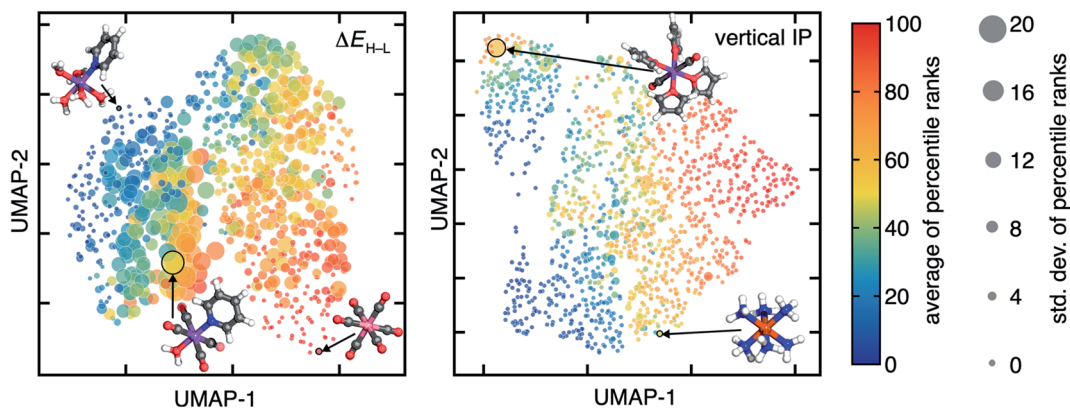 ΔE_H–L
UMAP-2
UMAP-1
vertical IP
UMAP-2
UMAP-1
100
80
60
40
20
0
average of percentile ranks
20
16
12
8
4
0
std. dev. of percentile ranks